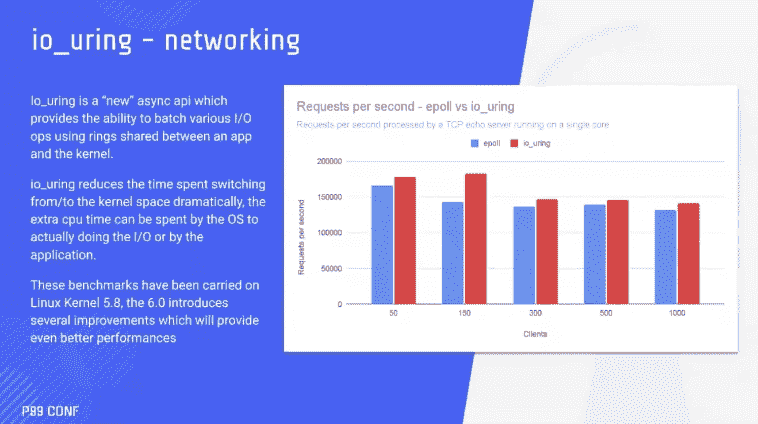 io_uring – networking
Io_uring is a “new” async api which
provides the ability to batch various I/O
ops using rings shared between an app
and the kernel.
io_uring reduces the time spent switching
from/to the kernel space dramatically, the
extra cpu time can be spent by the OS to
actually doing the I/O or by the
application.
These benchmarks have been carried on
Linux Kernel 5.8, the 6.0 introduces
several improvements which will provide
even better performances
Requests per second - epoll vs io_uring
Requests per second processed by a TCP echo server running on a single core
epoll io_uring
Requests per second
200000
150000
100000
50000
0
50 150 300 500 1000
Clients
P99 CONF